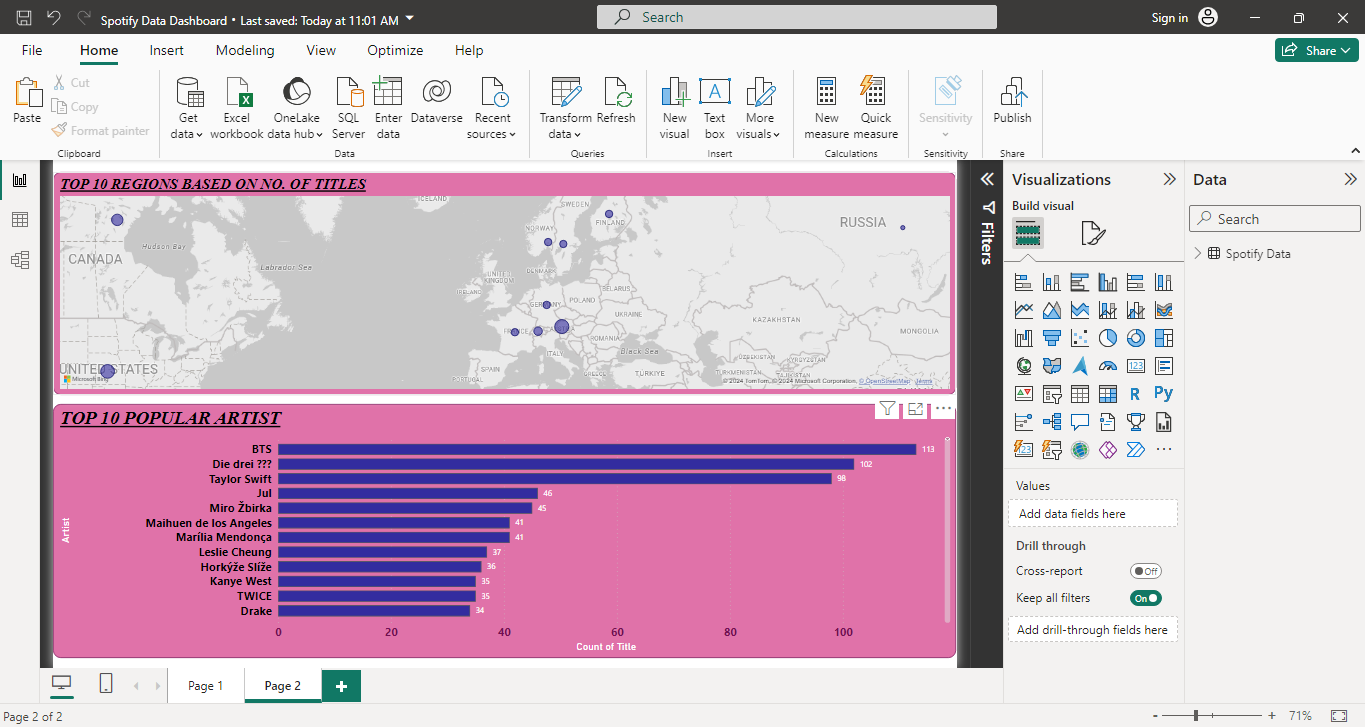 Spotify Data Dashboard • Last saved: Today at 11:01 AM
Search
Sign in
File Home Insert Modeling View Optimize Help
Share
Paste
Cut
Copy
Format painter
Clipboard
Get data
Excel workbook
OneLake data hub
SQL Server
Enter data
Dataverse
Recent sources
Data
Transform data
Refresh
Queries
New visual
Text box
More visuals
Insert
New measure
Quick measure
Calculations
Sensitivity
Sensitivity
Publish
Share
TOP 10 REGIONS BASED ON NO. OF TITLES
ICELAND
SWEDEN
FINLAND
NORWAY
RUSSIA
Hudson Bay
CANADA
Labrador Sea
UNITED KINGDOM
DENMARK
IRELAND
BELARUS
GERMANY
POLAND
UKRAINE
KAZAKHSTAN
MONGOLIA
FRANCE
ROMANIA
ITALY
Black Sea
UZBEKISTAN
KYRGYZSTAN
UNITED STATES
SPAIN
PORTUGAL
GREECE
TÜRKIYE
TURKMENISTAN
TAJIKISTAN
Microsoft Bing
© 2024 TomTom, © 2024 Microsoft Corporation, © OpenStreetMap Terms
TOP 10 POPULAR ARTIST
Artist
BTS 113
Die drei ??? 102
Taylor Swift 98
Jul 46
Miro Žbirka 45
Maihuen de los Angeles 41
Marília Mendonça 41
Leslie Cheung 37
Horkýže Slíže 36
Kanye West 35
TWICE 35
Drake 34
0 20 40 60 80 100
Count of Title
Filters
Visualizations
Build visual
123
R
Py
123
Values
Add data fields here
Drill through
Cross-report
Off
Keep all filters
On
Add drill-through fields here
Data
Search
Spotify Data
Page 1
Page 2
Page 2 of 2
- + 71%